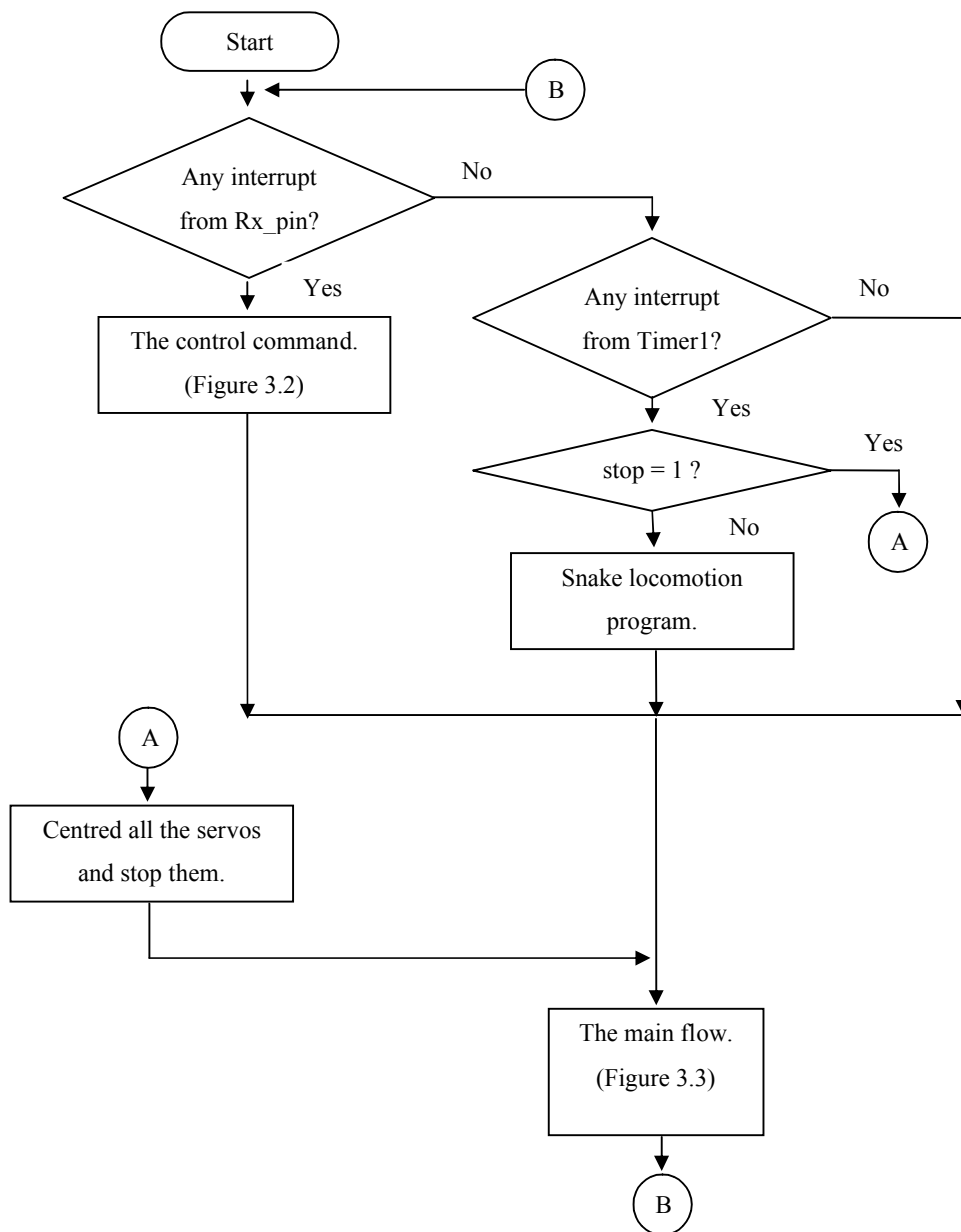 Start
B
Any interrupt
from Rx_pin?
No
Yes
Any interrupt
from Timer1?
No
The control command.
(Figure 3.2)
Yes
stop = 1 ?
Yes
A
No
Snake locomotion
program.
A
Centred all the servos
and stop them.
The main flow.
(Figure 3.3)
B